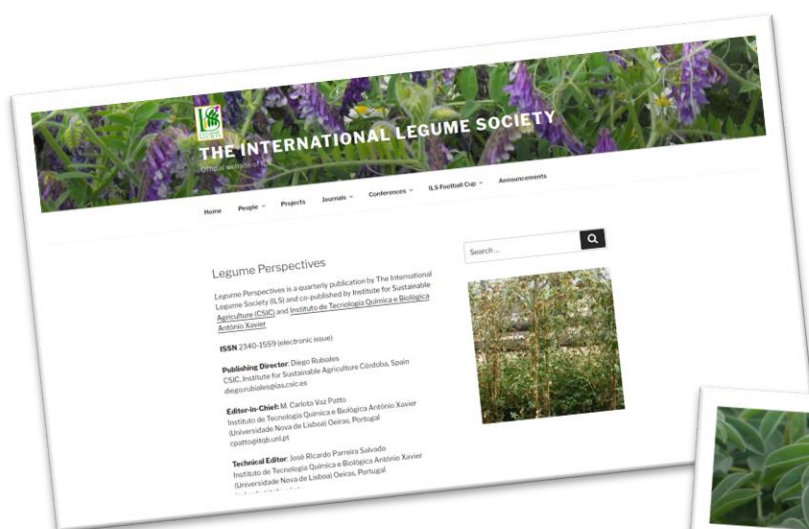 THE INTERNATIONAL LEGUME SOCIETY
Official website of ILS
Home People Projects Journals Conferences ILS Football Cup Announcements
Search ...
Legume Perspectives
Legume Perspectives is a quarterly publication by The International
Legume Society (ILS) and co-published by Institute for Sustainable
Agriculture (CSIC) and Instituto de Tecnologia Química e Biológica
António Xavier
ISSN 2340-1559 (electronic issue)
Publishing Director: Diego Rubiales
CSIC, Institute for Sustainable Agriculture Córdoba, Spain
diego.rubiales@ias.csic.es
Editor-in-Chief: M. Carlota Vaz Patto
Instituto de Tecnologia Química e Biológica António Xavier
(Universidade Nova de Lisboa) Oeiras, Portugal
cpatto@itqb.unl.pt
Technical Editor: José Ricardo Parreira Salvado
Instituto de Tecnologia Química e Biológica António Xavier
(Universidade Nova de Lisboa) Oeiras, Portugal